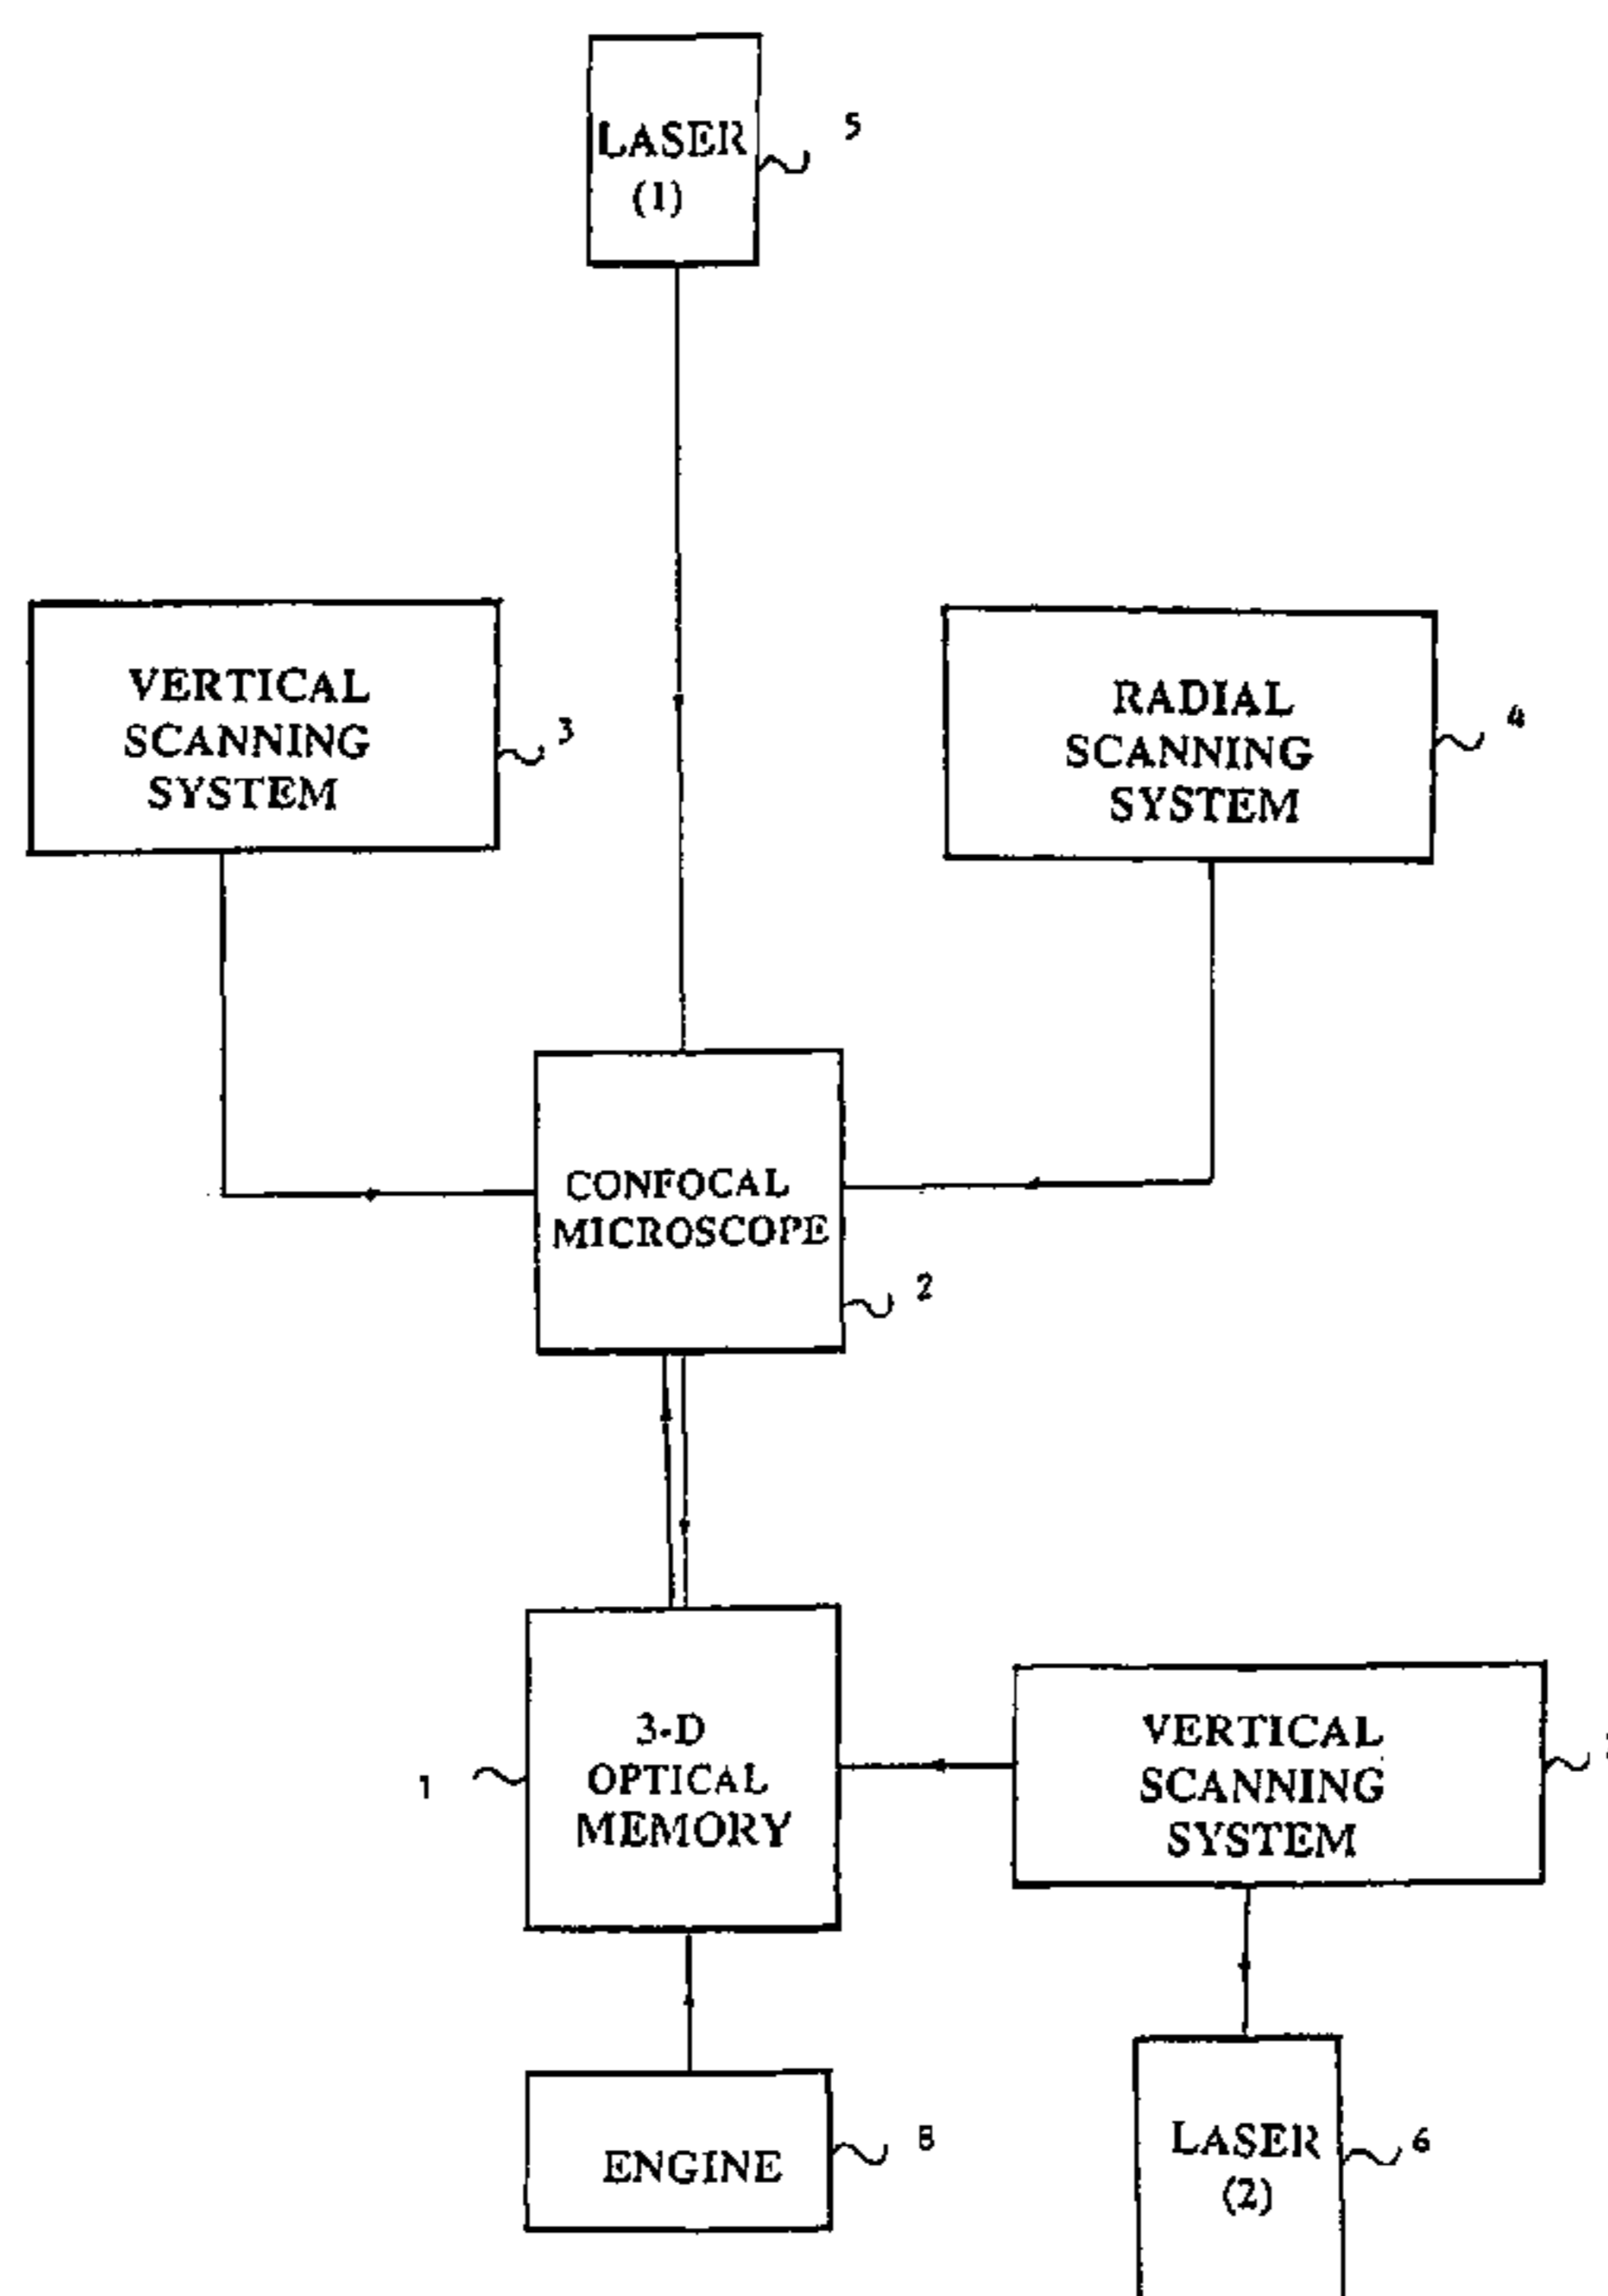 LASER
(1)
5
VERTICAL
SCANNING
SYSTEM
3
RADIAL
SCANNING
SYSTEM
4
CONFOCAL
MICROSCOPE
2
3-D
OPTICAL
MEMORY
1
VERTICAL
SCANNING
SYSTEM
ENGINE
8
LASER
(2)
6